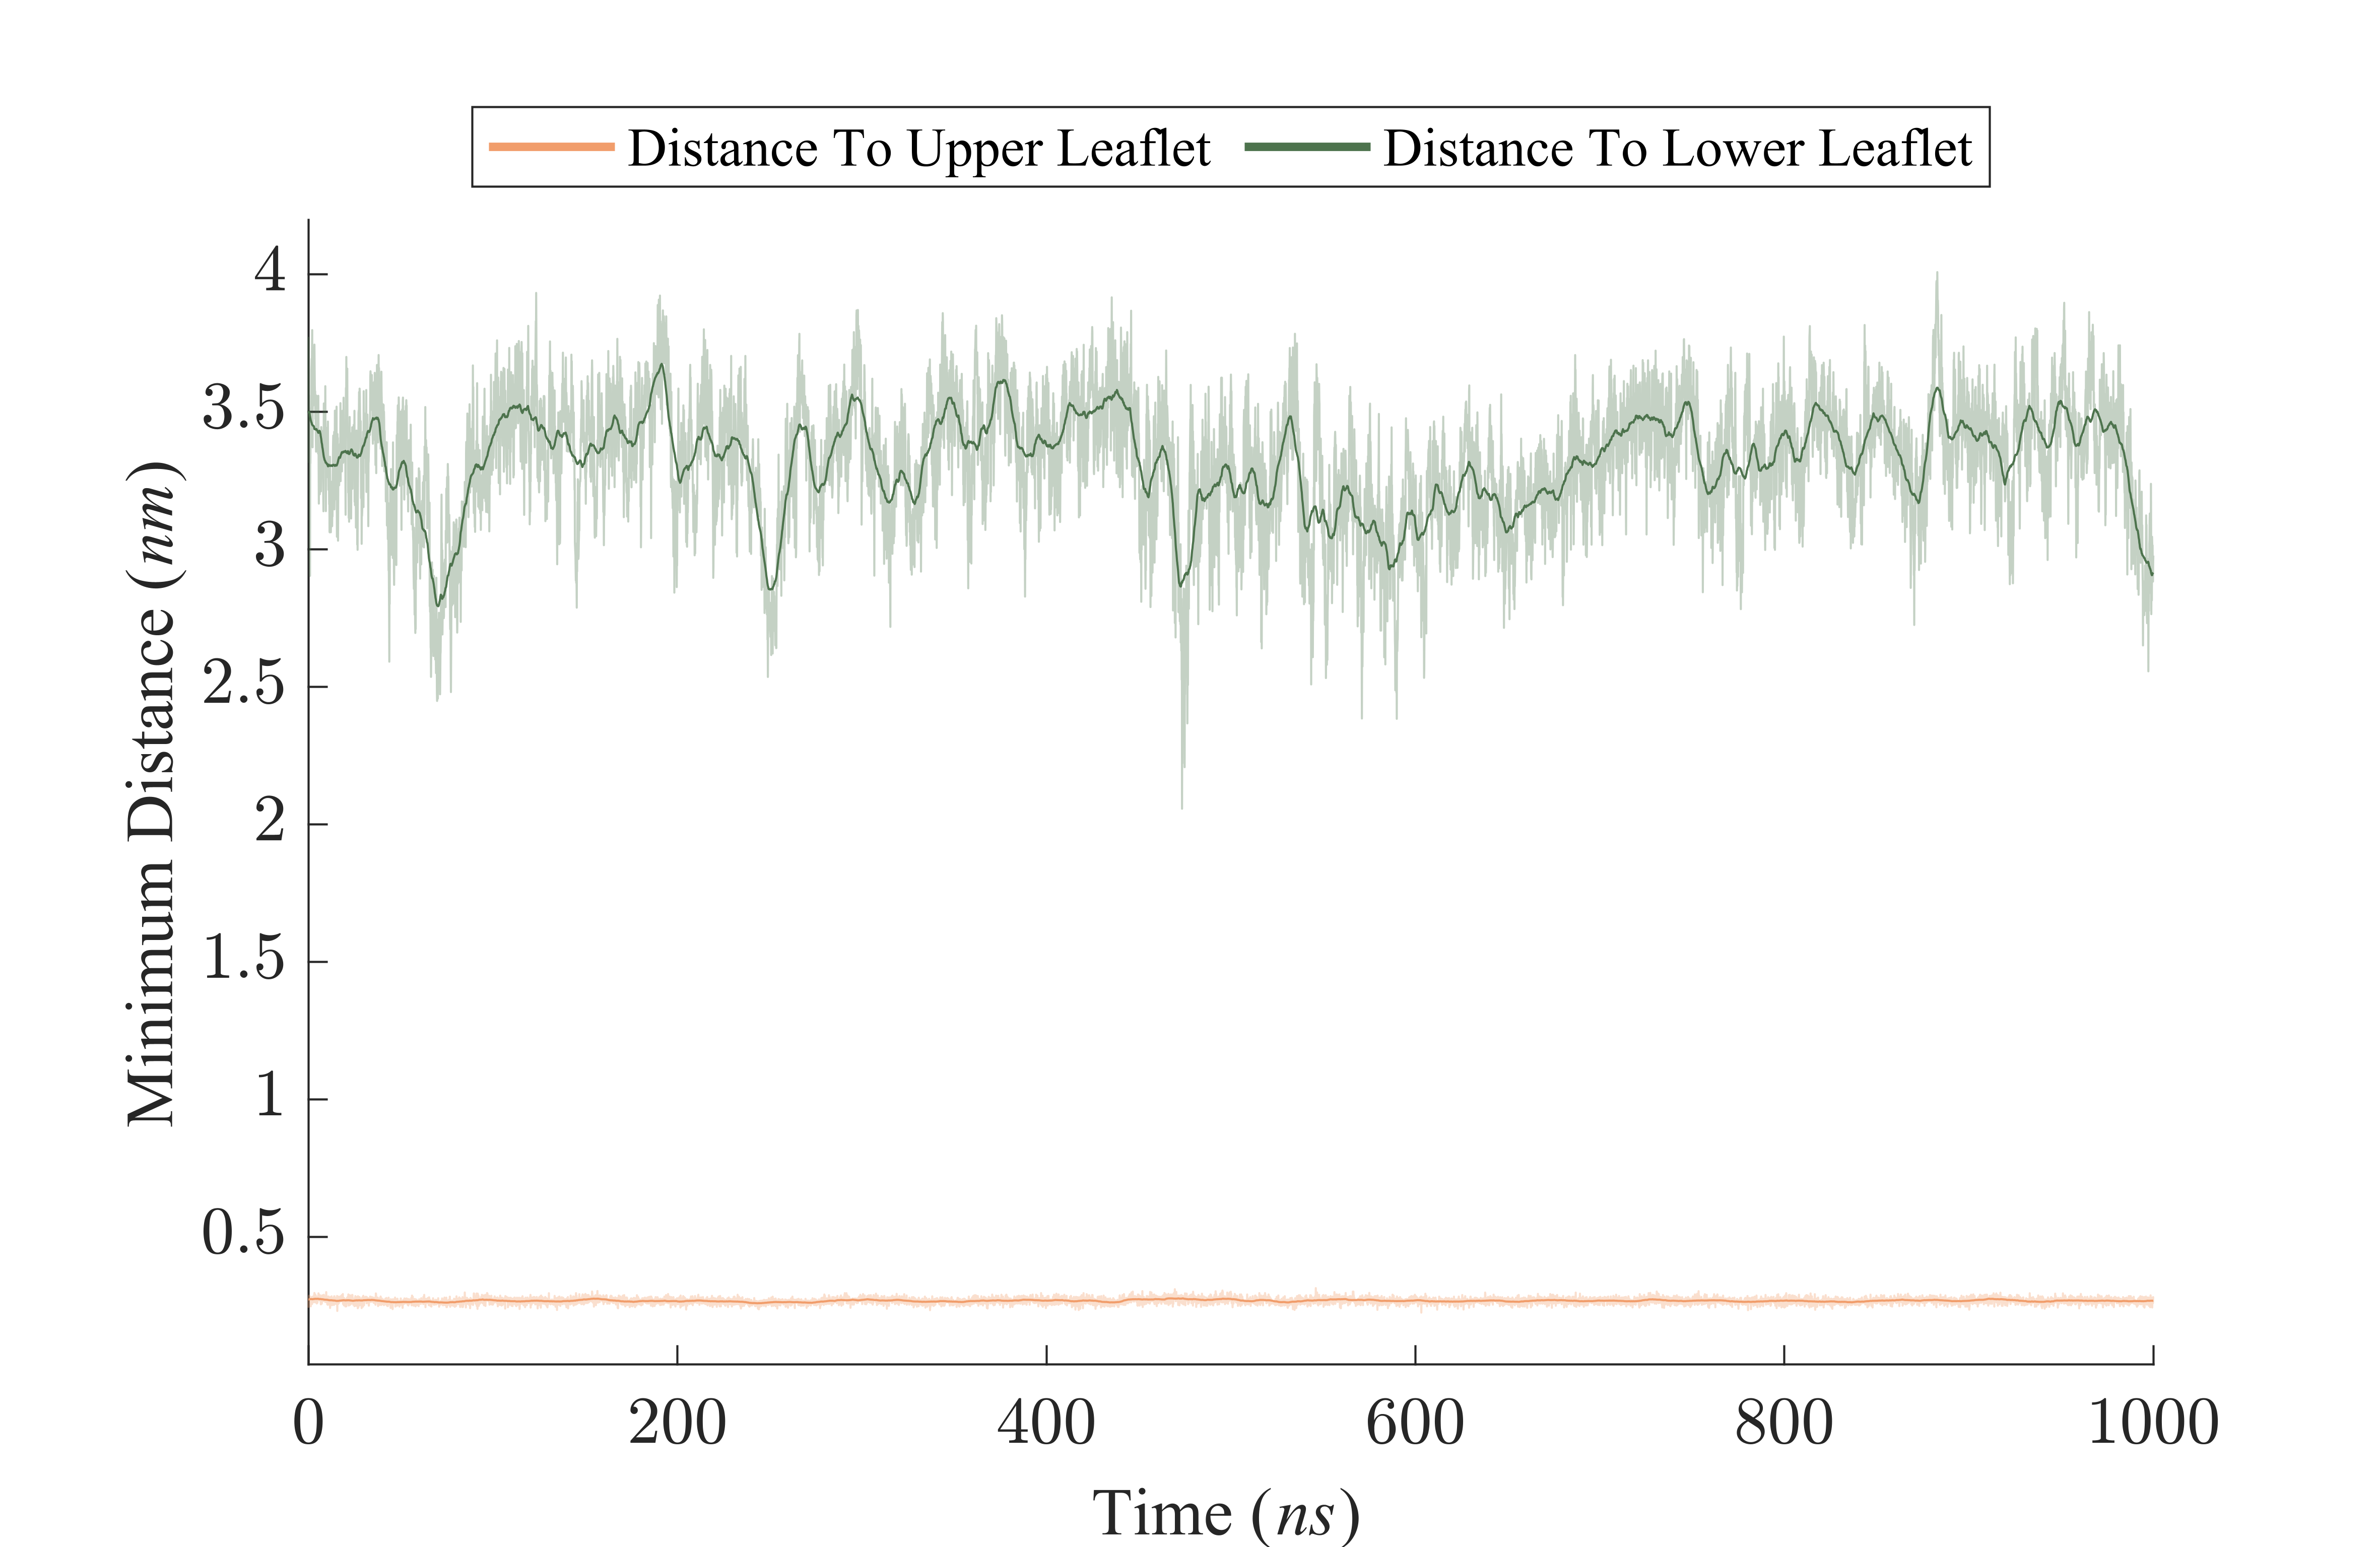 Distance To Upper Leaflet Distance To Lower Leaflet
4
3.5
3
2.5
2
1.5
1
0.5
Minimum Distance (nm)
0 200 400 600 800 1000
Time (ns)